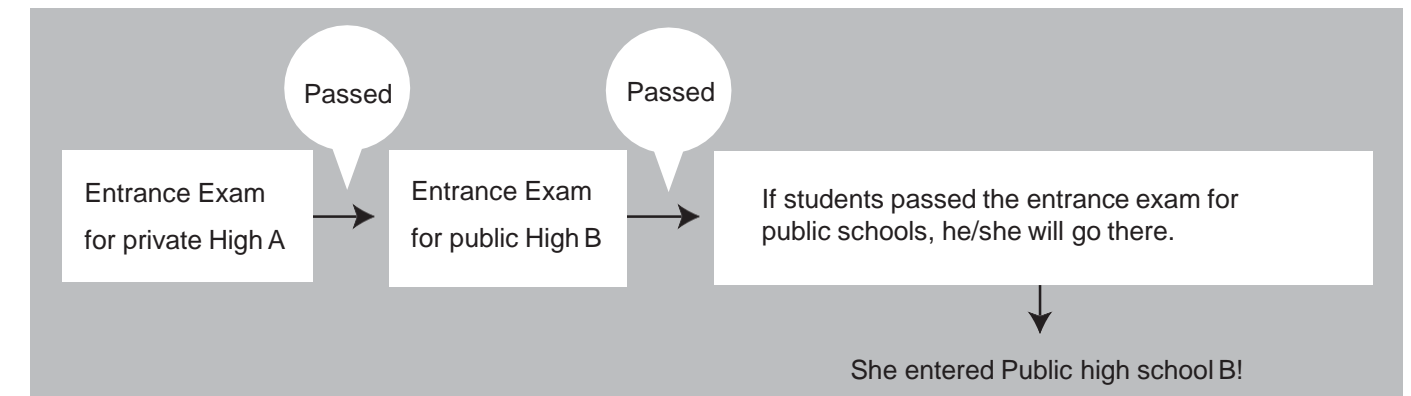 Passed
Passed
Entrance Exam
for private High A
Entrance Exam
for public High B
If students passed the entrance exam for
public schools, he/she will go there.
She entered Public high school B!